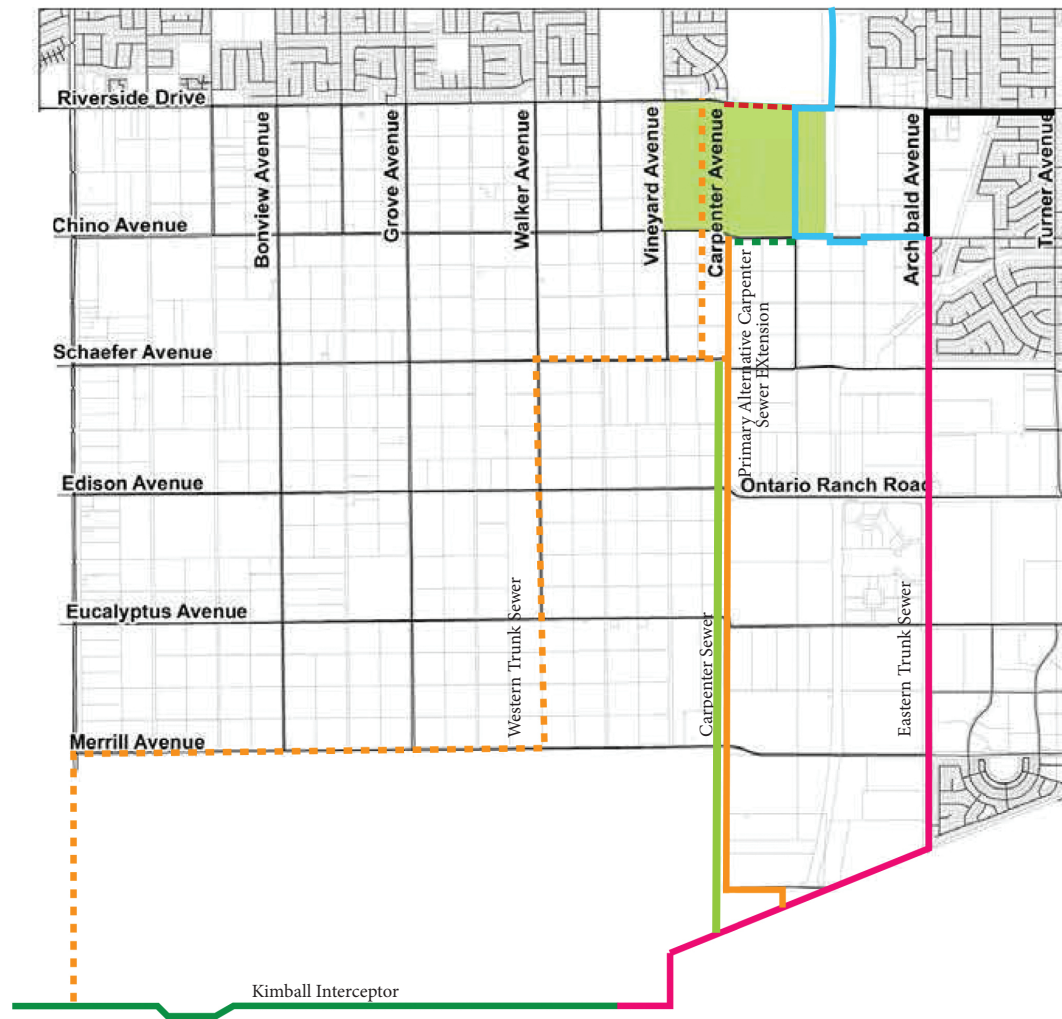 Riverside Drive
Bonview Avenue
Grove Avenue
Walker Avenue
Vineyard Avenue
Carpenter Avenue
Archibald Avenue
Turner Avenue
Chino Avenue
Primary Alternative Carpenter
Sewer EXtension
Schaefer Avenue
Edison Avenue
Ontario Ranch Road
Eucalyptus Avenue
Western Trunk Sewer
Carpenter Sewer
Eastern Trunk Sewer
Merrill Avenue
Kimball Interceptor